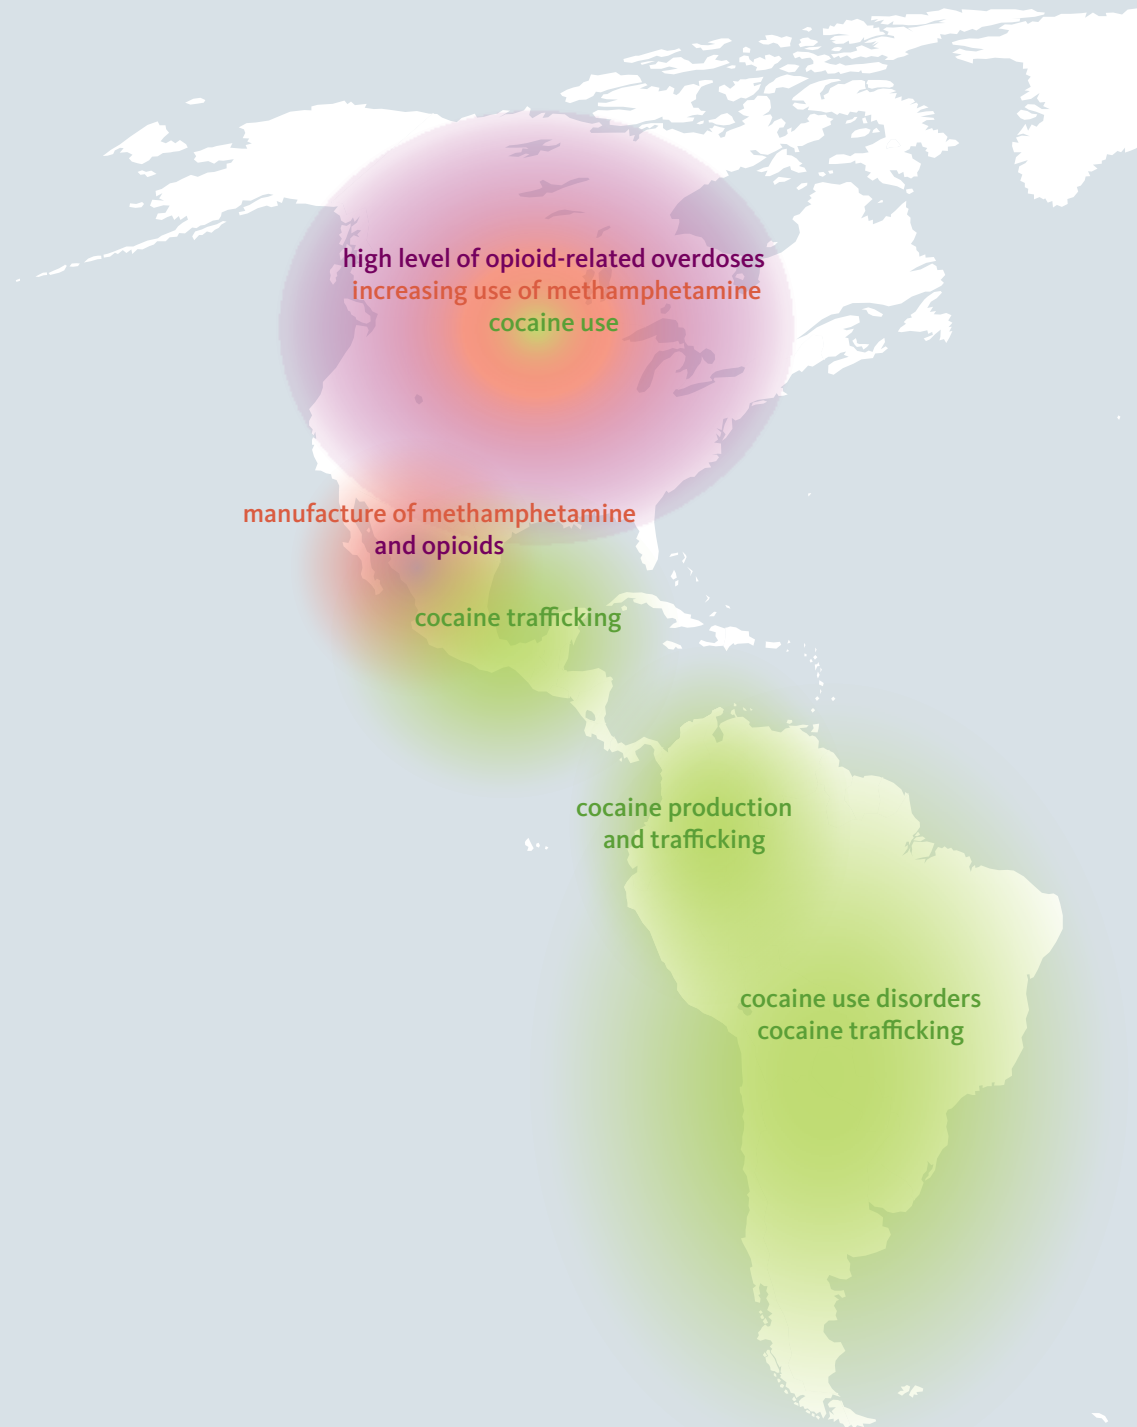 high level of opioid-related overdoses
increasing use of methamphetamine
cocaine use
manufacture of methamphetamine
and opioids
cocaine trafficking
cocaine production
and trafficking
cocaine use disorders
cocaine trafficking